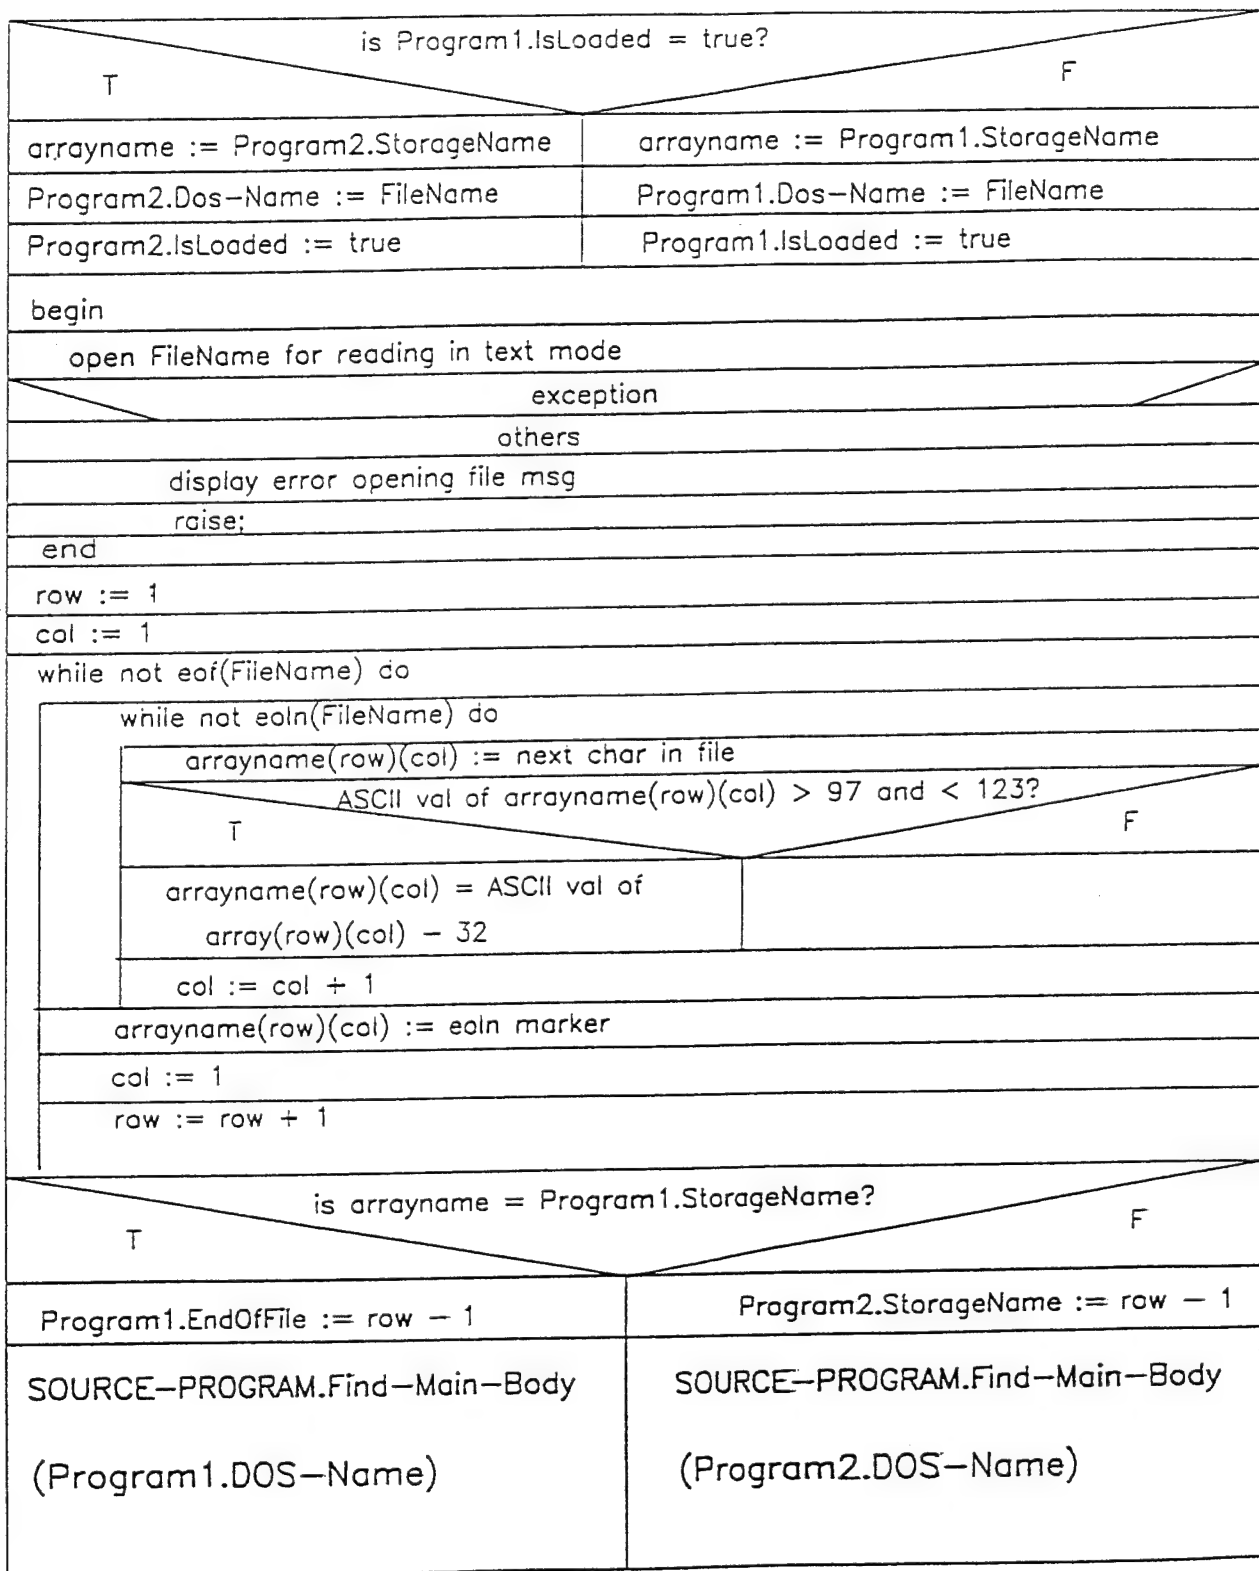 is Program1.IsLoaded = true?
T F
arrayname := Program2.StorageName arrayname := Program1.StorageName
Program2.Dos-Name := FileName Program1.Dos-Name := FileName
Program2.IsLoaded := true Program1.IsLoaded := true
begin
open FileName for reading in text mode
exception
others
display error opening file msg
raise;
end
row := 1
col := 1
while not eof(FileName) do
while not eoln(FileName) do
arrayname(row)(col) := next char in file
ASCII val of arrayname(row)(col) > 97 and < 123?
T F
arrayname(row)(col) = ASCII val of
array(row)(col) - 32
col := col + 1
arrayname(row)(col) := eoln marker
col := 1
row := row + 1
is arrayname = Program1.StorageName?
T F
Program1.EndOfFile := row - 1 Program2.StorageName := row - 1
SOURCE-PROGRAM.Find-Main-Body SOURCE-PROGRAM.Find-Main-Body
(Program1.DOS-Name) (Program2.DOS-Name)